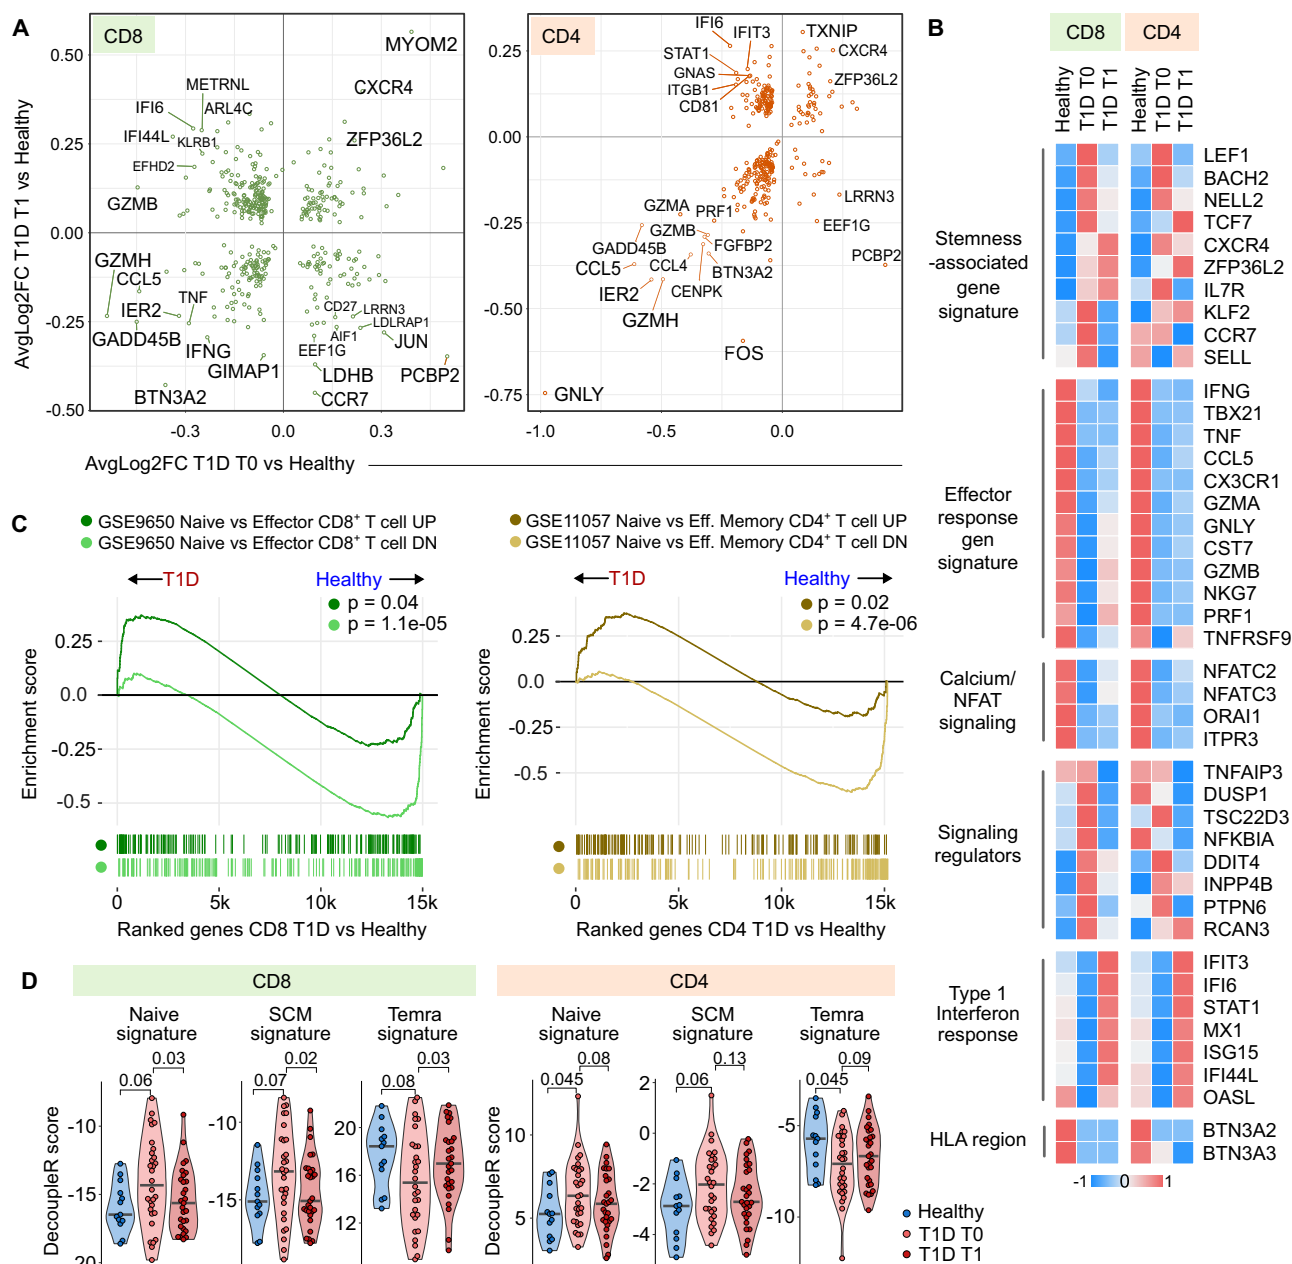 A
CD8
AvgLog2FC T1D T1 vs Healthy
0.50
0.25
0.00
-0.25
-0.50
-0.3
0.0
0.3
MYOM2
CXCR4
METRNL
IFI6
ARL4C
IFI44L
KLRB1
ZFP36L2
EFHD2
GZMB
GZMH
CCL5
IER2
TNF
GADD45B
IFNG
GIMAP1
BTN3A2
CD27
LRRN3
LDLRAP1
AIF1
JUN
EEF1G
LDHB
PCBP2
CCR7
CD4
0.25
0.00
-0.25
-0.50
-0.75
-1.0
-0.5
0.0
IFI6
IFIT3
TXNIP
STAT1
CXCR4
GNAS
ZFP36L2
ITGB1
CD81
GZMA
PRF1
LRRN3
GZMB
EEF1G
GADD45B
FGFBP2
CCL5
CCL4
BTN3A2
PCBP2
IER2
CENPK
GZMH
FOS
GNLY
AvgLog2FC T1D T0 vs Healthy
B
CD8
CD4
Healthy
T1D T0
T1D T1
Healthy
T1D T0
T1D T1
Stemness
-associated
gene
signature
LEF1
BACH2
NELL2
TCF7
CXCR4
ZFP36L2
IL7R
KLF2
CCR7
SELL
Effector
response
gen
signature
IFNG
TBX21
TNF
CCL5
CX3CR1
GZMA
GNLY
CST7
GZMB
NKG7
PRF1
TNFRSF9
Calcium/
NFAT
signaling
NFATC2
NFATC3
ORAI1
ITPR3
Signaling
regulators
TNFAIP3
DUSP1
TSC22D3
NFKBIA
DDIT4
INPP4B
PTPN6
RCAN3
Type 1
Interferon
response
IFIT3
IFI6
STAT1
MX1
ISG15
IFI44L
OASL
HLA region
BTN3A2
BTN3A3
-1 0 1
Healthy
T1D T0
T1D T1
C
GSE9650 Naive vs Effector CD8⁺ T cell UP
GSE9650 Naive vs Effector CD8⁺ T cell DN
T1D
Healthy
p = 0.04
p = 1.1e-05
Enrichment score
0.25
0.0
-0.25
-0.5
0
5k
10k
15k
Ranked genes CD8 T1D vs Healthy
GSE11057 Naive vs Eff. Memory CD4⁺ T cell UP
GSE11057 Naive vs Eff. Memory CD4⁺ T cell DN
T1D
Healthy
p = 0.02
p = 4.7e-06
Enrichment score
0.25
0.0
-0.25
-0.5
0
5k
10k
15k
Ranked genes CD4 T1D vs Healthy
D
CD8
CD4
Naive
signature
0.03
0.06
DecoupleR score
-10
-15
20
SCM
signature
0.02
0.07
-10
-15
Temra
signature
0.03
0.08
20
16
12
Naive
signature
0.08
0.045
DecoupleR score
10
5
SCM
signature
0.13
0.06
2
0
-2
-4
Temra
signature
0.09
0.045
-5
-10